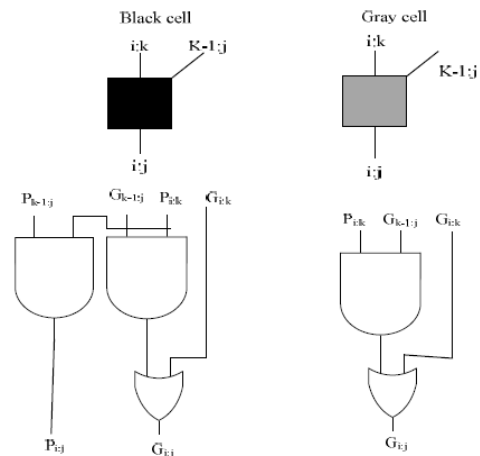 Black cell
Gray cell
i:k
K-1:j
i:k
K-1:j
i:j
i:j
Pk-1:j
Gk-1:j
Pi:k
Gi:k
Pi:k
Gk-1:j
Gi:k
Pi:j
Gi:j
Gi:j